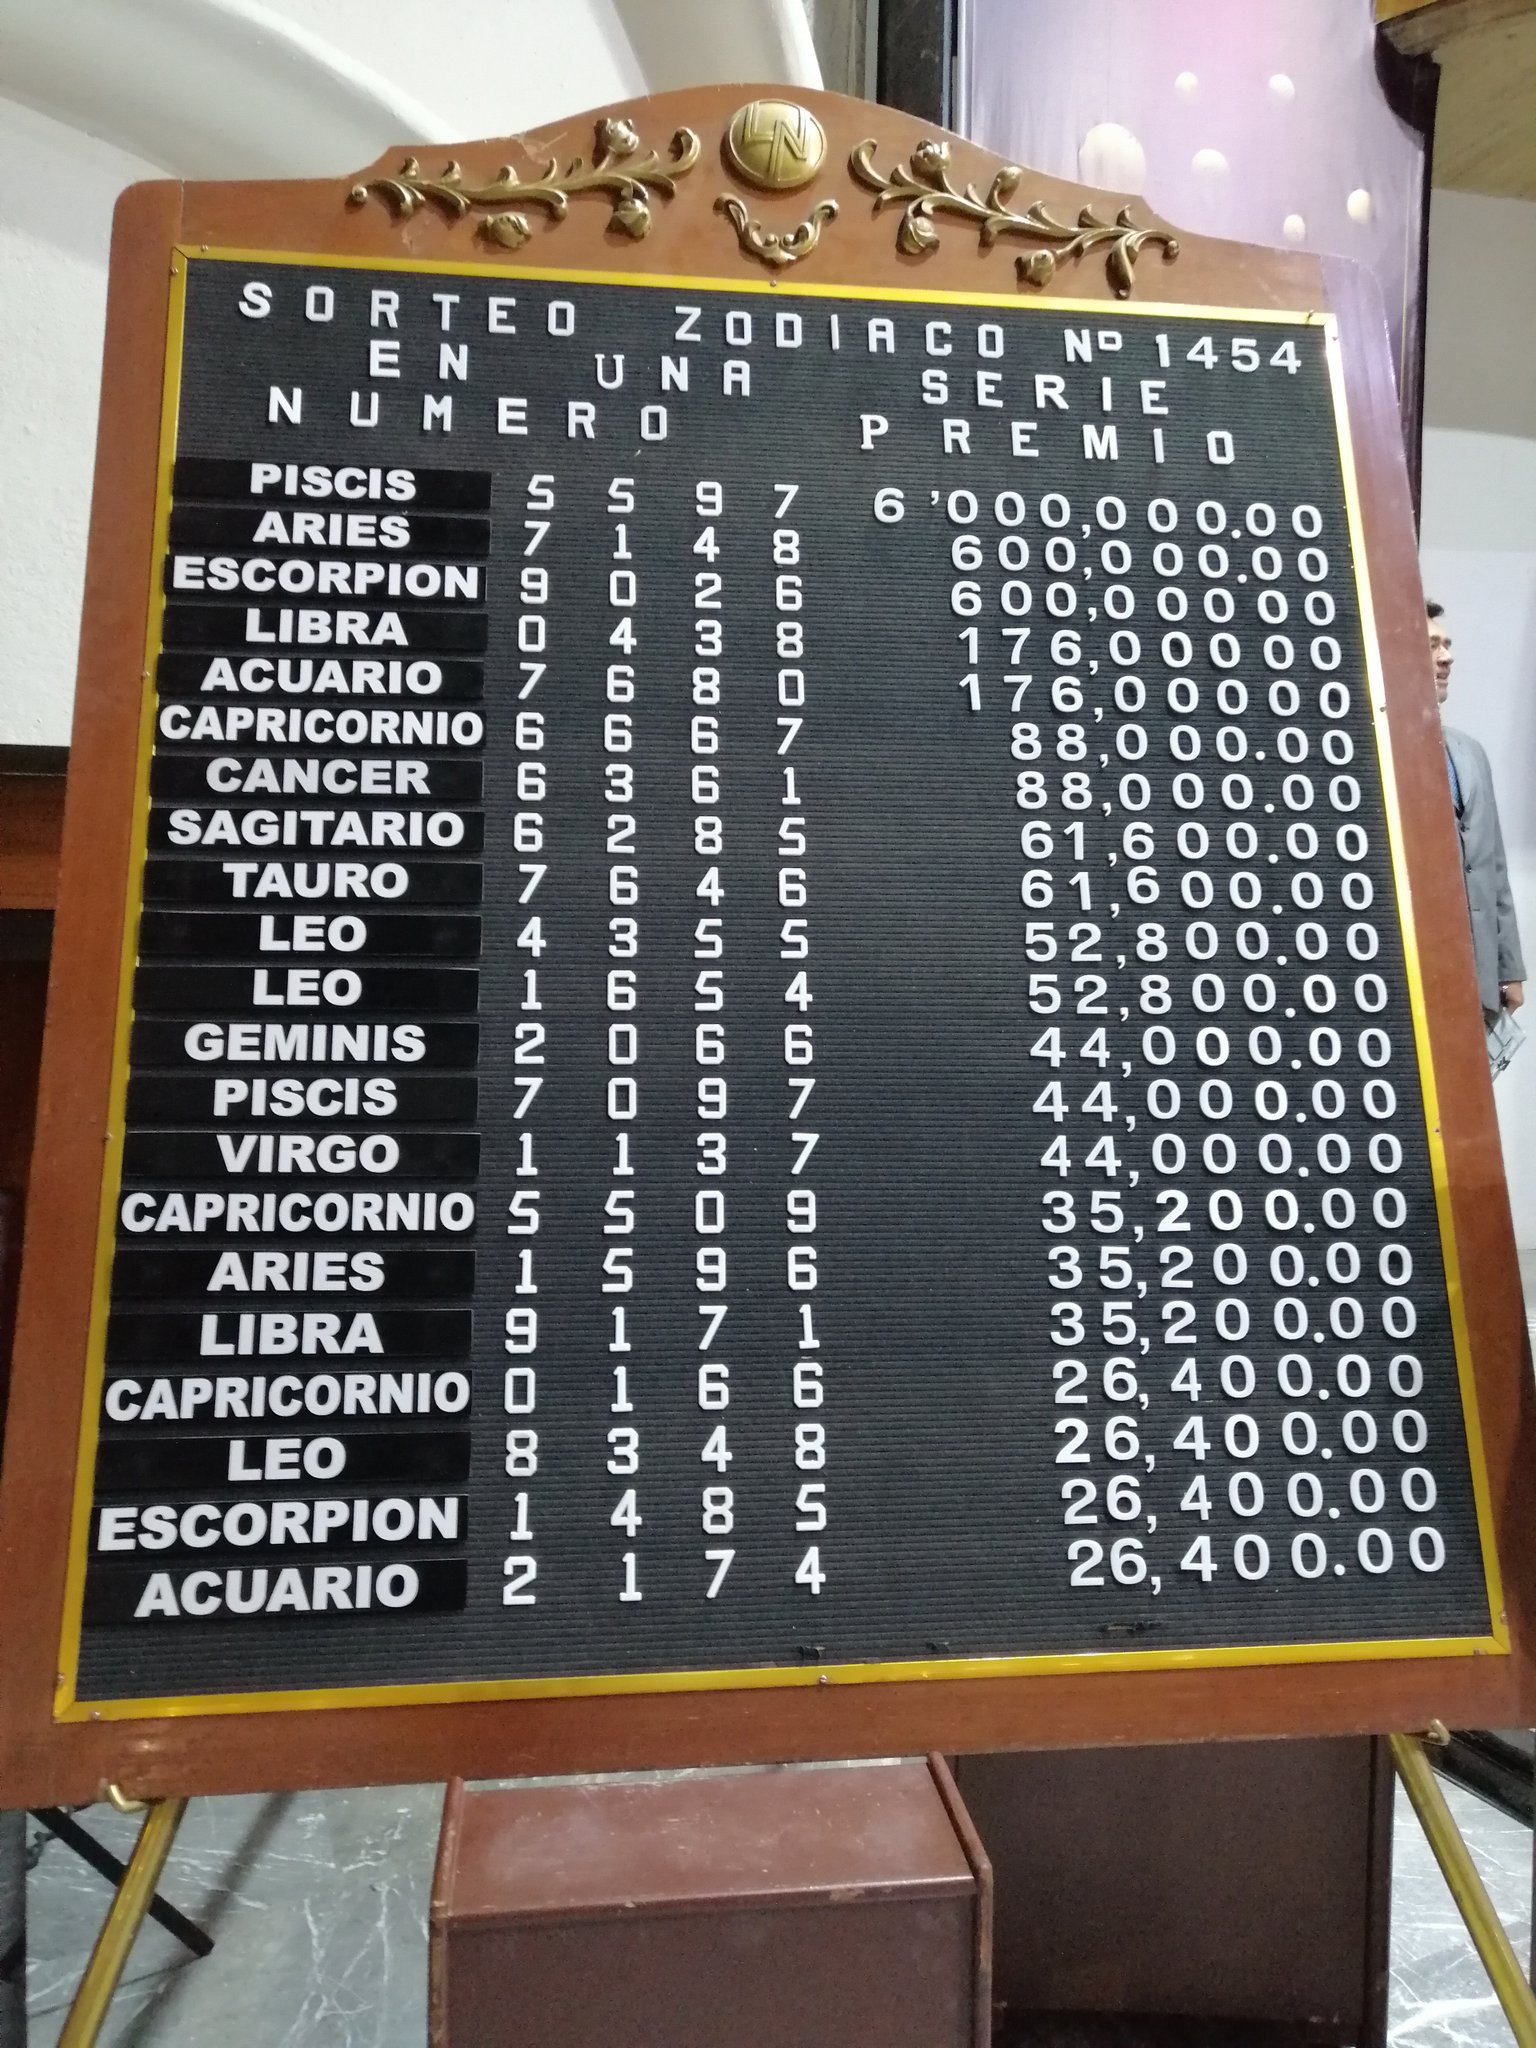 LN
SORTEO ZODIACO Nº 1454
EN UNA SERIE
NUMERO PREMIO
PISCIS 5 5 9 7 6'000,000.00
ARIES 7 1 4 8 600,000.00
ESCORPION 9 0 2 6 600,00000
LIBRA 0 4 3 8 176,00000
ACUARIO 7 6 8 0 176,00000
CAPRICORNIO 6 6 6 7 88,000.00
CANCER 6 3 6 1 88,000.00
SAGITARIO 6 2 8 5 61,600.00
TAURO 7 6 4 6 61,600.00
LEO 4 3 5 5 52,800.00
LEO 1 6 5 4 52,800.00
GEMINIS 2 0 6 6 44,000.00
PISCIS 7 0 9 7 44,000.00
VIRGO 1 1 3 7 44,000.00
CAPRICORNIO 5 5 0 9 35,200.00
ARIES 1 5 9 6 35,200.00
LIBRA 9 1 7 1 35,200.00
CAPRICORNIO 0 1 6 6 26,400.00
LEO 8 3 4 8 26,400.00
ESCORPION 1 4 8 5 26,400.00
ACUARIO 2 1 7 4 26,400.00